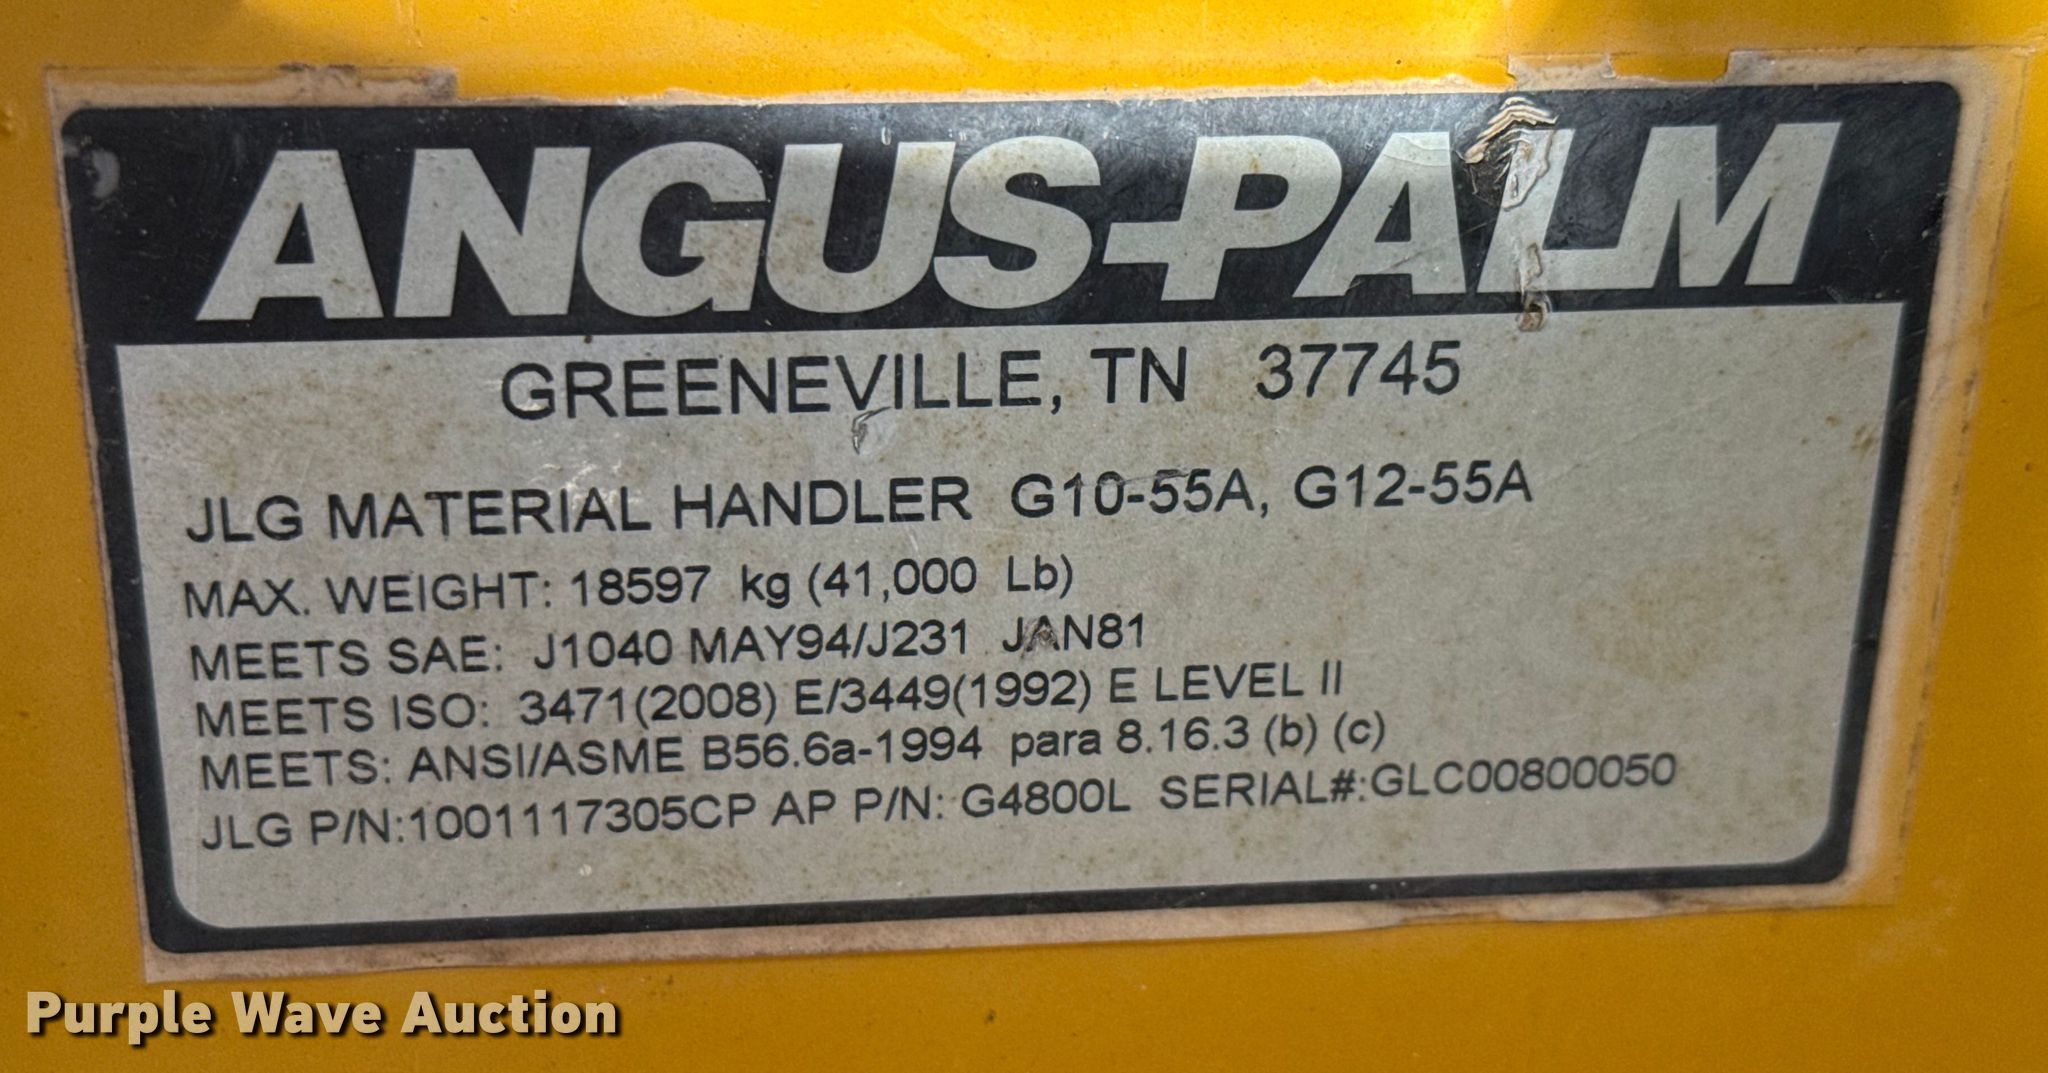 ANGUS-PALM
GREENEVILLE, TN 37745
JLG MATERIAL HANDLER G10-55A, G12-55A
MAX. WEIGHT: 18597 kg (41,000 Lb)
MEETS SAE: J1040 MAY94/J231 JAN81
MEETS ISO: 3471(2008) E/3449(1992) E LEVEL II
MEETS: ANSI/ASME B56.6a-1994 para 8.16.3 (b) (c)
JLG P/N:1001117305CP AP P/N: G4800L SERIAL#:GLC00800050
Purple Wave Auction